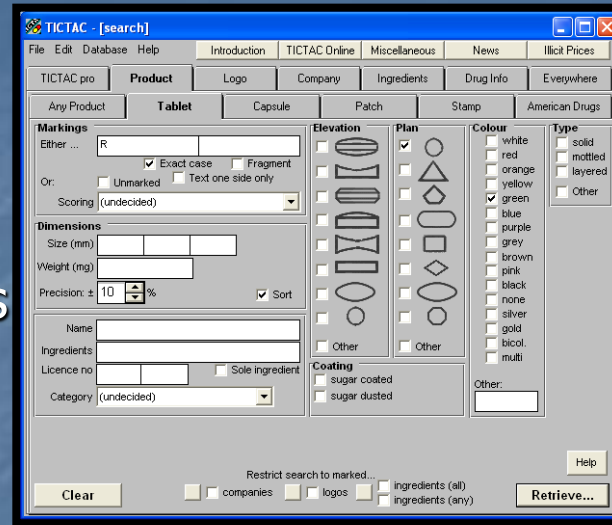 TICTAC - [search]
File Edit Database Help Introduction TICTAC Online Miscellaneous News Illicit Prices
TICTAC pro Product Logo Company Ingredients Drug Info Everywhere
Any Product Tablet Capsule Patch Stamp American Drugs
Markings
Either ... R
Exact case Fragment
Or: Unmarked Text one side only
Scoring (undecided)
Dimensions
Size (mm)
Weight (mg)
Precision: ± 10 % Sort
Name
Ingredients
Licence no Sole ingredient
Category (undecided)
Elevation
Other
Plan
Other
Coating
sugar coated
sugar dusted
Colour
white
red
orange
yellow
green
blue
purple
grey
brown
pink
black
none
silver
gold
bicol.
multi
Other:
Type
solid
mottled
layered
Other
Help
Restrict search to marked...
Clear companies logos ingredients (all)
ingredients (any)
Retrieve...
s